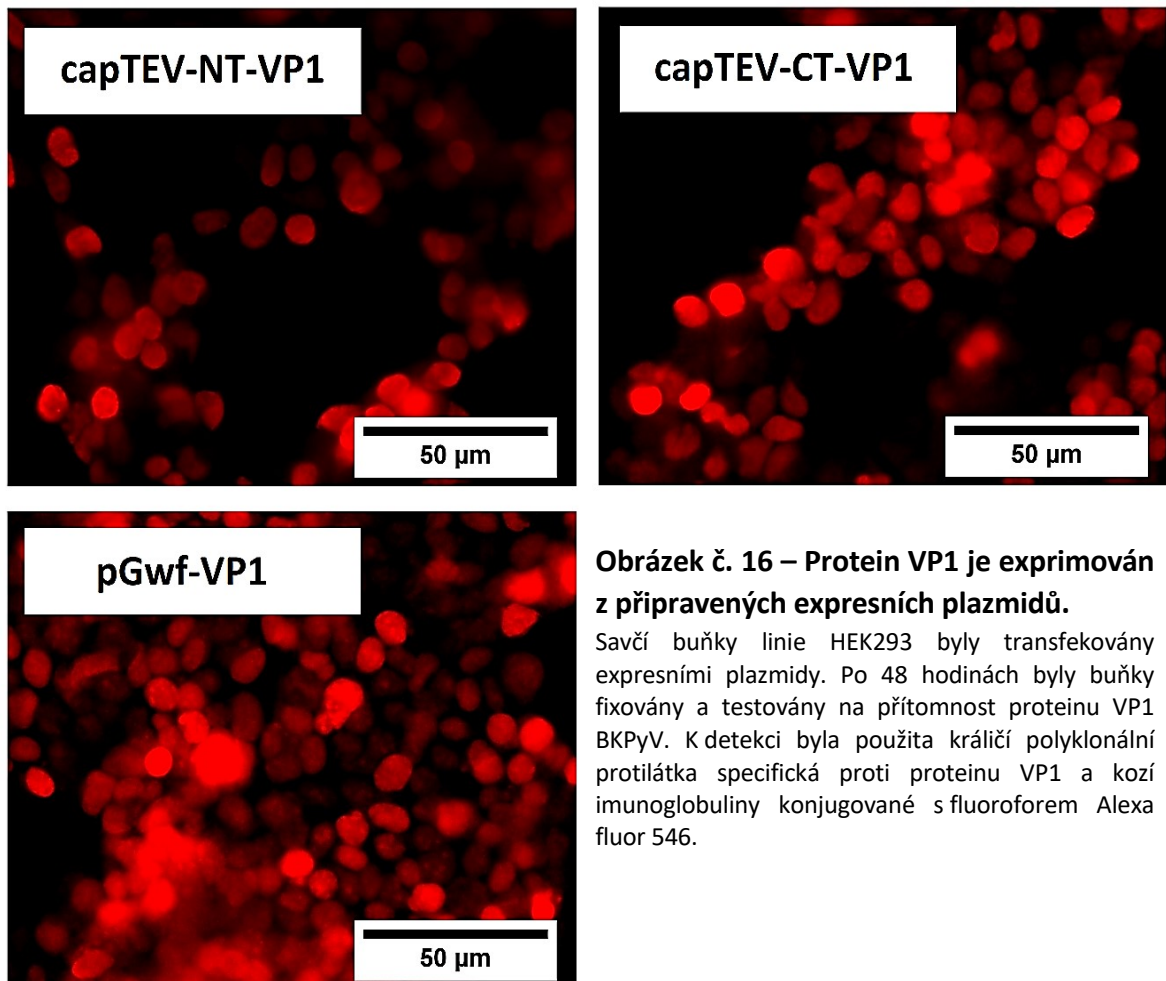 capTEV-NT-VP1
50 µm
capTEV-CT-VP1
50 µm
pGwf-VP1
50 µm
Obrázek č. 16 – Protein VP1 je exprimován
z připravených expresních plazmidů.
Savčí buňky linie HEK293 byly transfekovány
expresními plazmidy. Po 48 hodinách byly buňky
fixovány a testovány na přítomnost proteinu VP1
BKPyV. K detekci byla použita králičí polyklonální
protilátka specifická proti proteinu VP1 a kozí
imunoglobuliny konjugované s fluoroforem Alexa
fluor 546.